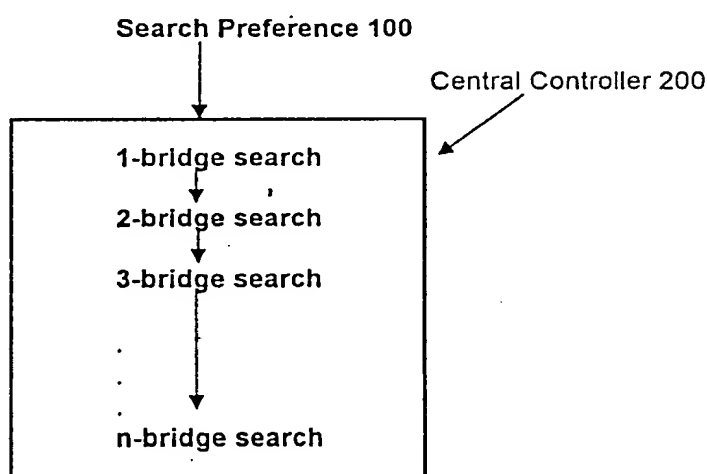 Search Preference 100
Central Controller 200
1-bridge search
2-bridge search
3-bridge search
.
.
.
n-bridge search